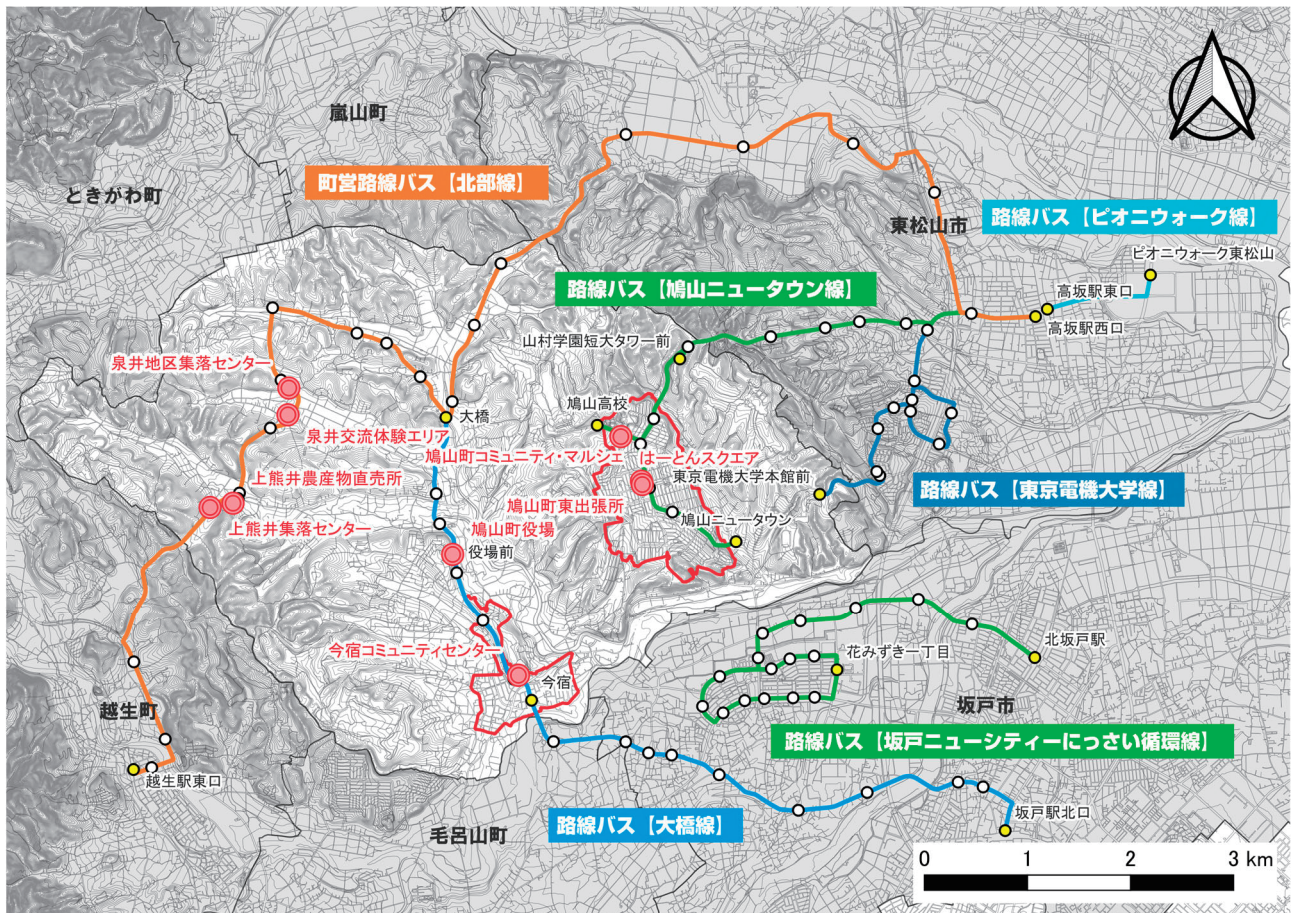 嵐山町
ときがわ町
町営路線バス【北部線】
東松山市
路線バス【ピオニウォーク線】
ピオニウォーク東松山
路線バス【鳩山ニュータウン線】
高坂駅東口
高坂駅西口
山村学園短大タワー前
泉井地区集落センター
鳩山高校
大橋
泉井交流体験エリア
鳩山町コミュニティ・マルシェ
はーとんスクエア
上熊井農産物直売所
東京電機大学本館前
路線バス【東京電機大学線】
鳩山町東出張所
上熊井集落センター
鳩山町役場
鳩山ニュータウン
役場前
今宿コミュニティセンター
花みずき一丁目
北坂戸駅
今宿
越生町
坂戸市
路線バス【坂戸ニューシティーにっさい循環線】
越生駅東口
路線バス【大橋線】
毛呂山町
坂戸駅北口
0 1 2 3 km